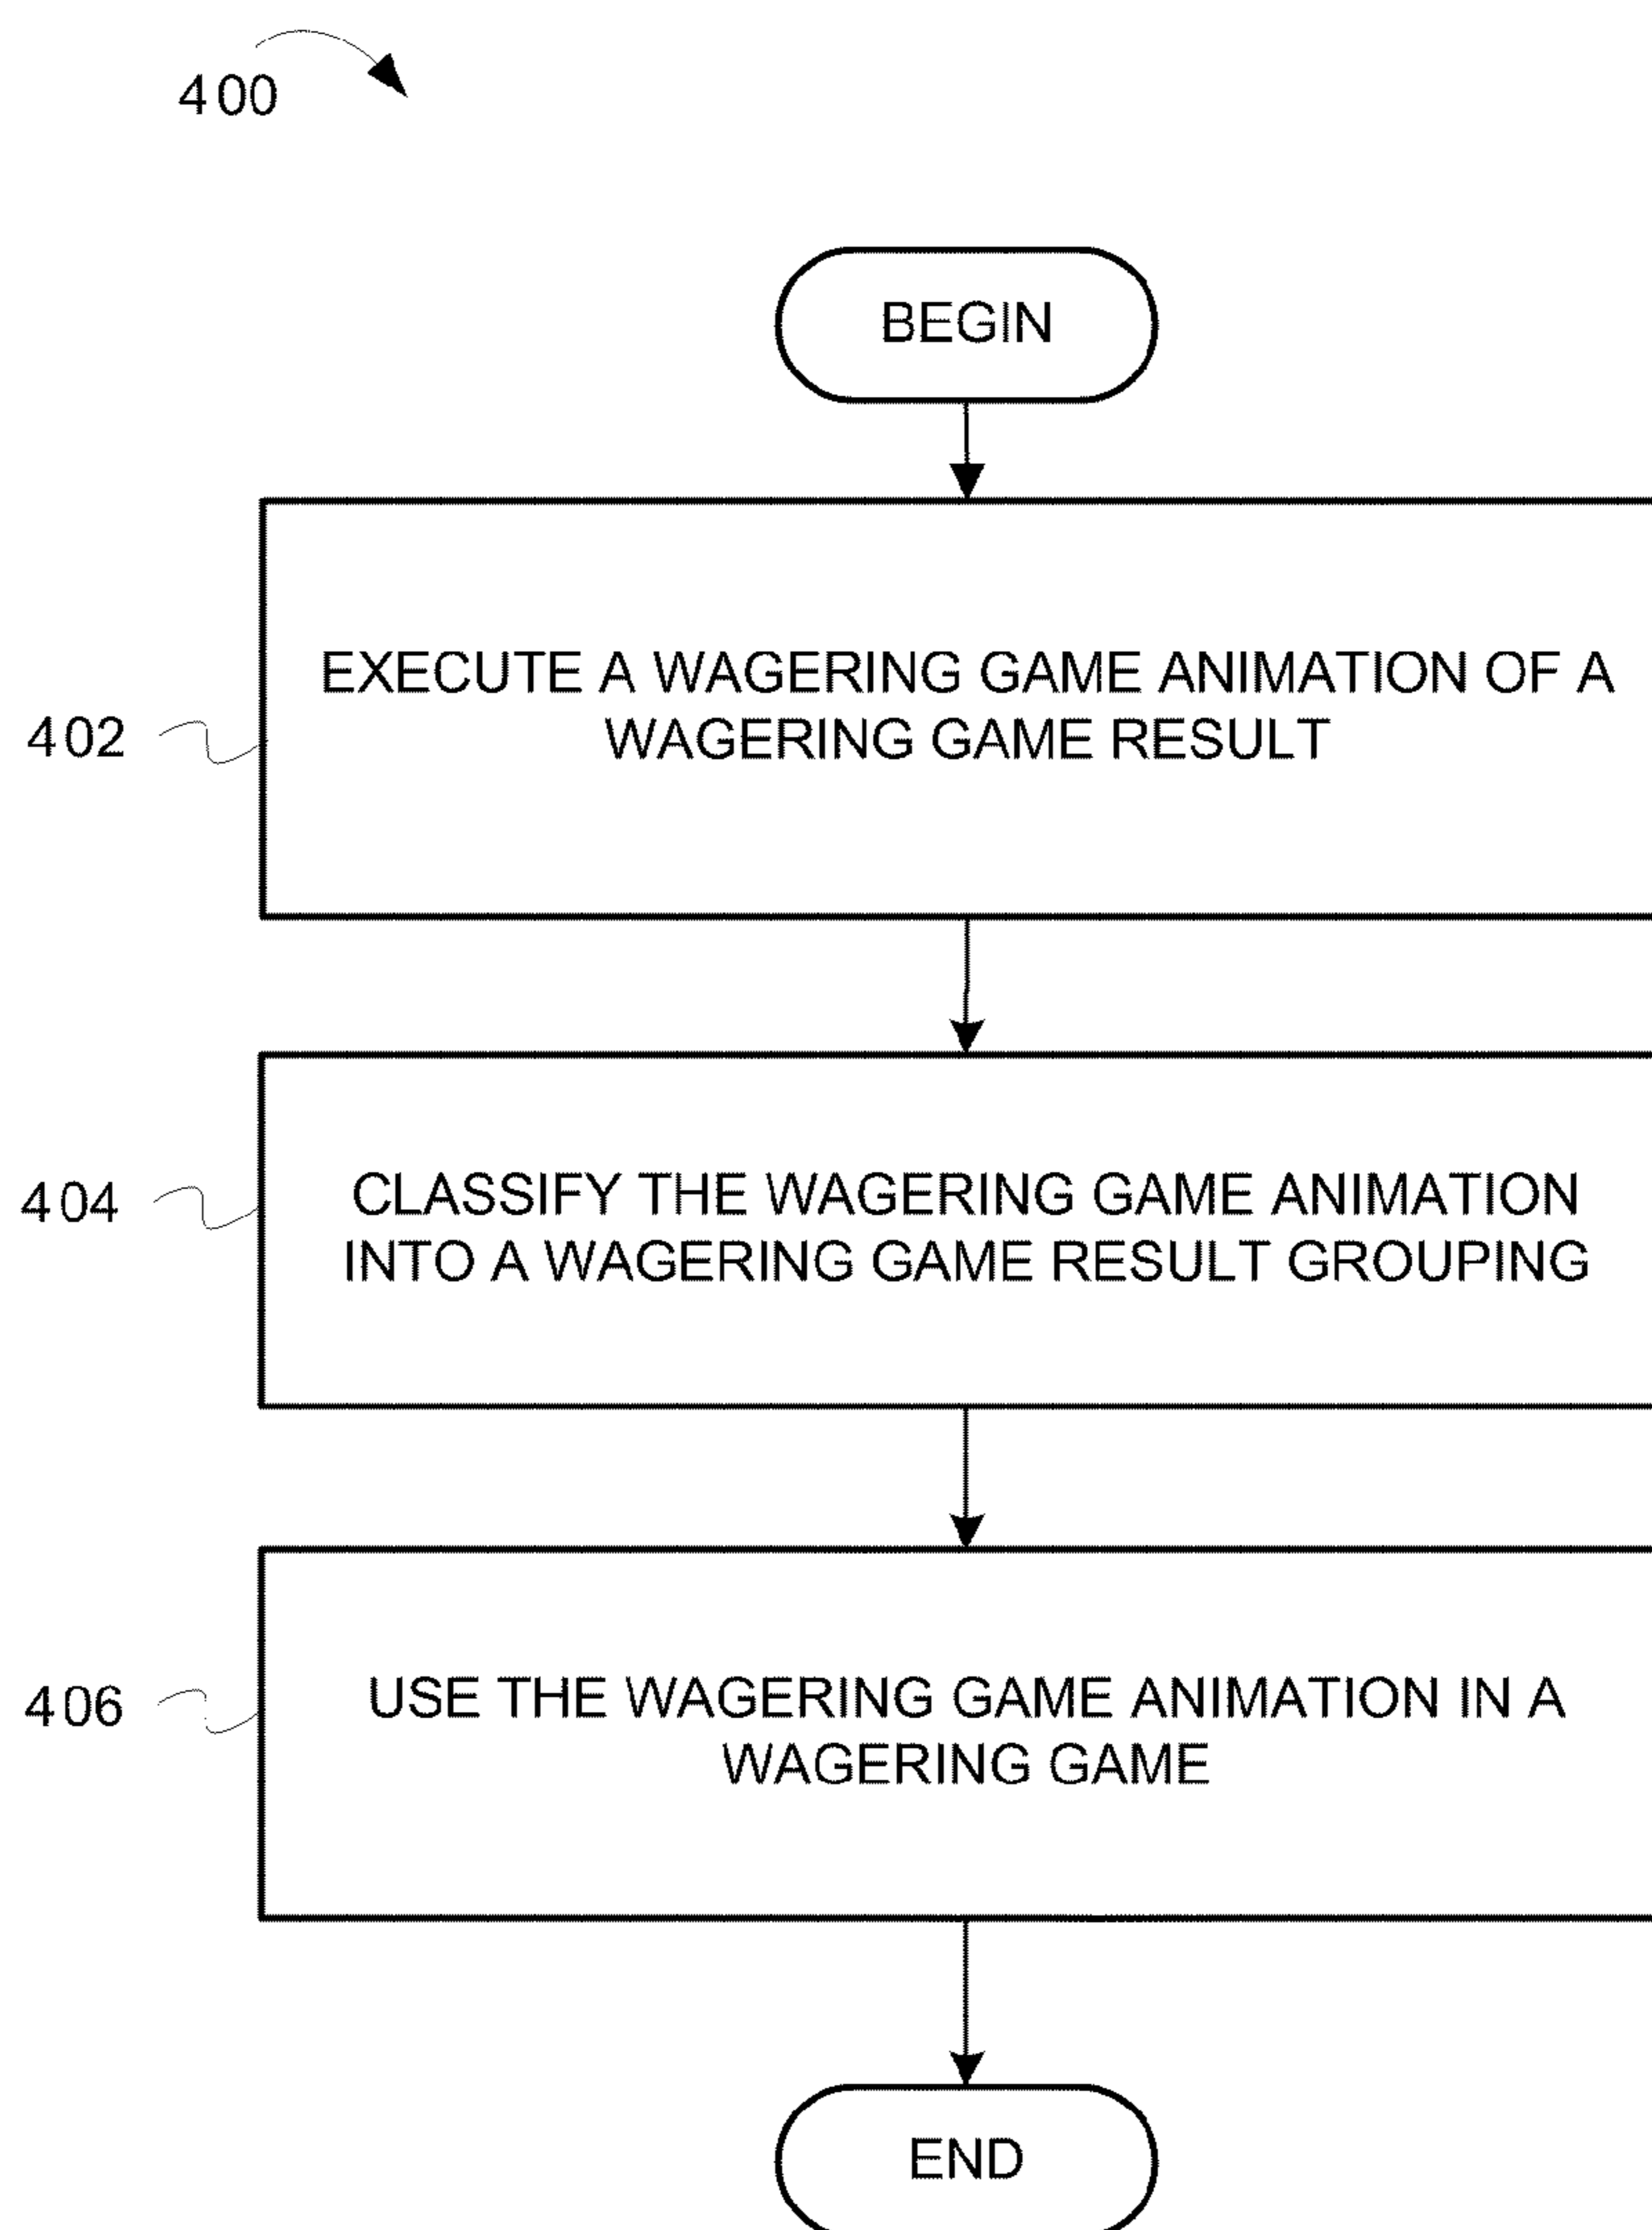 400
BEGIN
EXECUTE A WAGERING GAME ANIMATION OF A
WAGERING GAME RESULT
402
CLASSIFY THE WAGERING GAME ANIMATION
INTO A WAGERING GAME RESULT GROUPING
404
USE THE WAGERING GAME ANIMATION IN A
WAGERING GAME
406
END